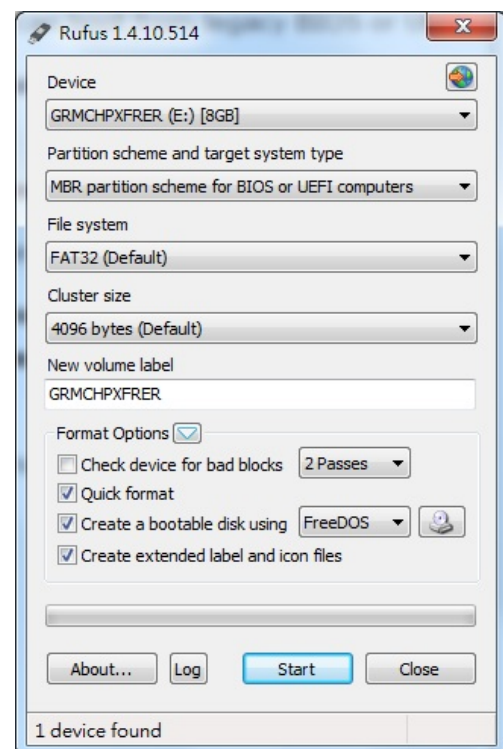 Rufus 1.4.10.514
Device
GRMCHPXFRER (E:) [8GB]
Partition scheme and target system type
MBR partition scheme for BIOS or UEFI computers
File system
FAT32 (Default)
Cluster size
4096 bytes (Default)
New volume label
GRMCHPXFRER
Format Options
Check device for bad blocks 2 Passes
Quick format
Create a bootable disk using FreeDOS
Create extended label and icon files
About... Log Start Close
1 device found